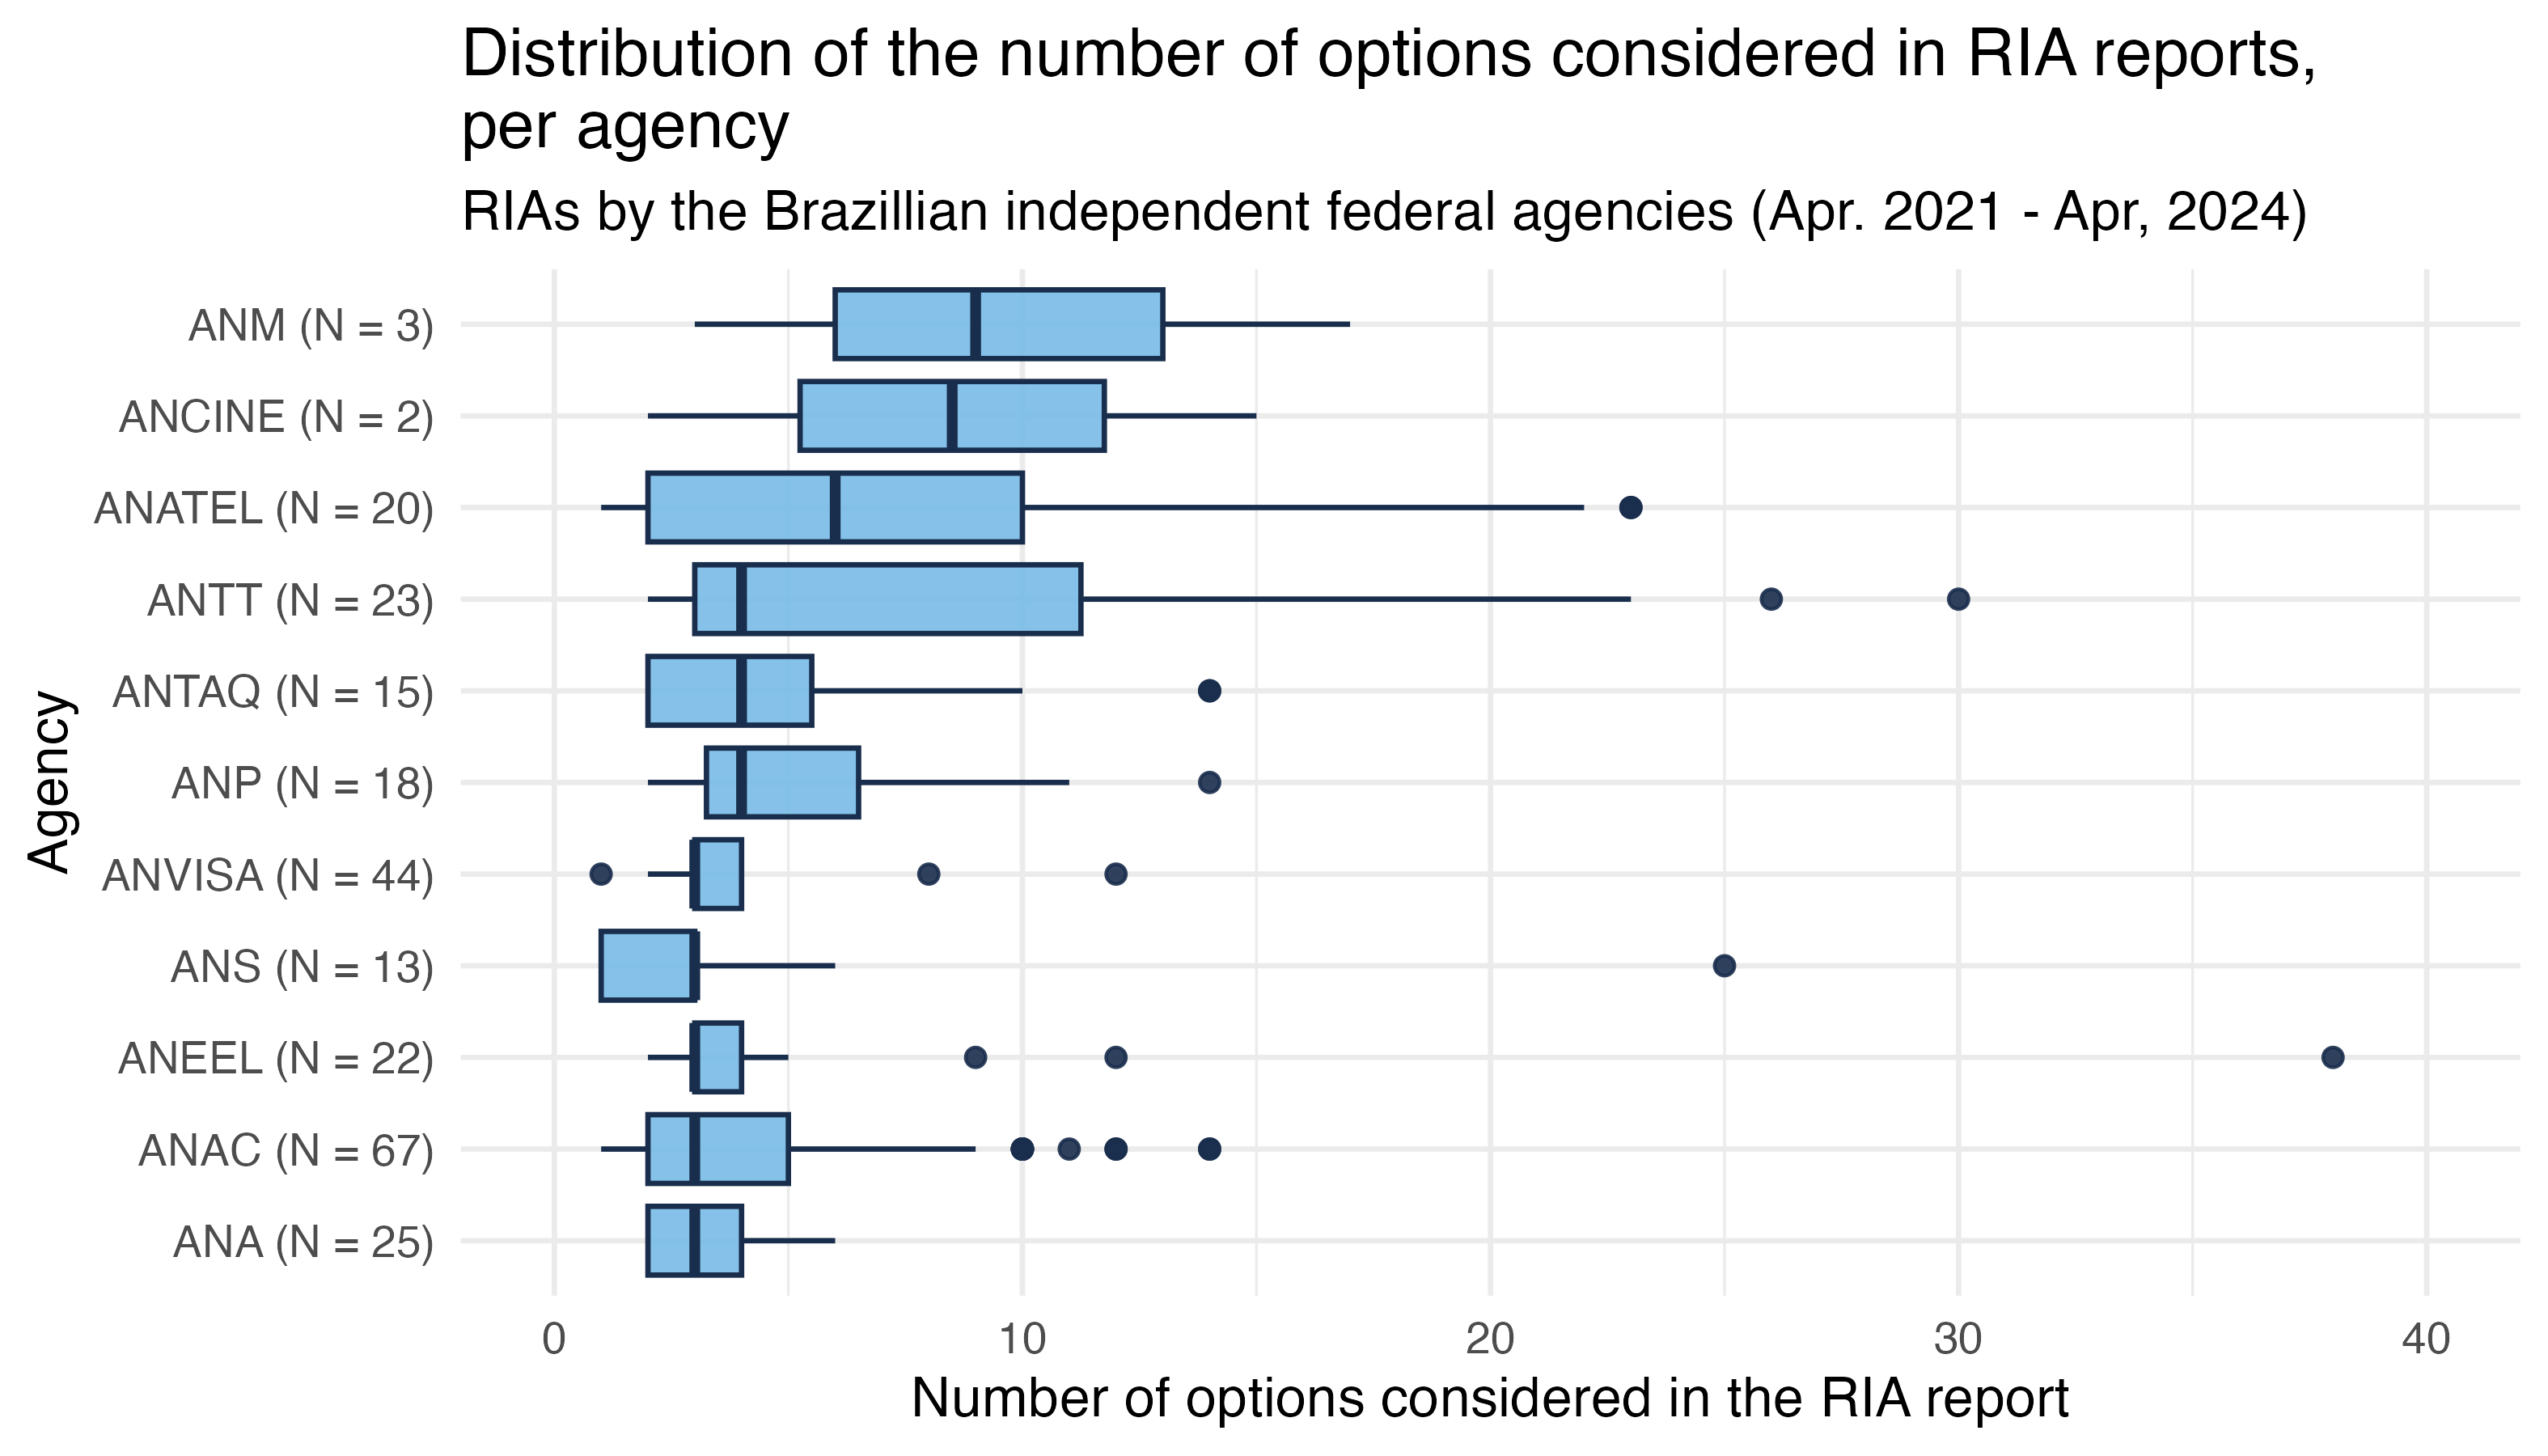 Distribution of the number of options considered in RIA reports,
per agency
RIAs by the Brazillian independent federal agencies (Apr. 2021 - Apr, 2024)
Agency
ANM (N = 3)
ANCINE (N = 2)
ANATEL (N = 20)
ANTT (N = 23)
ANTAQ (N = 15)
ANP (N = 18)
ANVISA (N = 44)
ANS (N = 13)
ANEEL (N = 22)
ANAC (N = 67)
ANA (N = 25)
0 10 20 30 40
Number of options considered in the RIA report